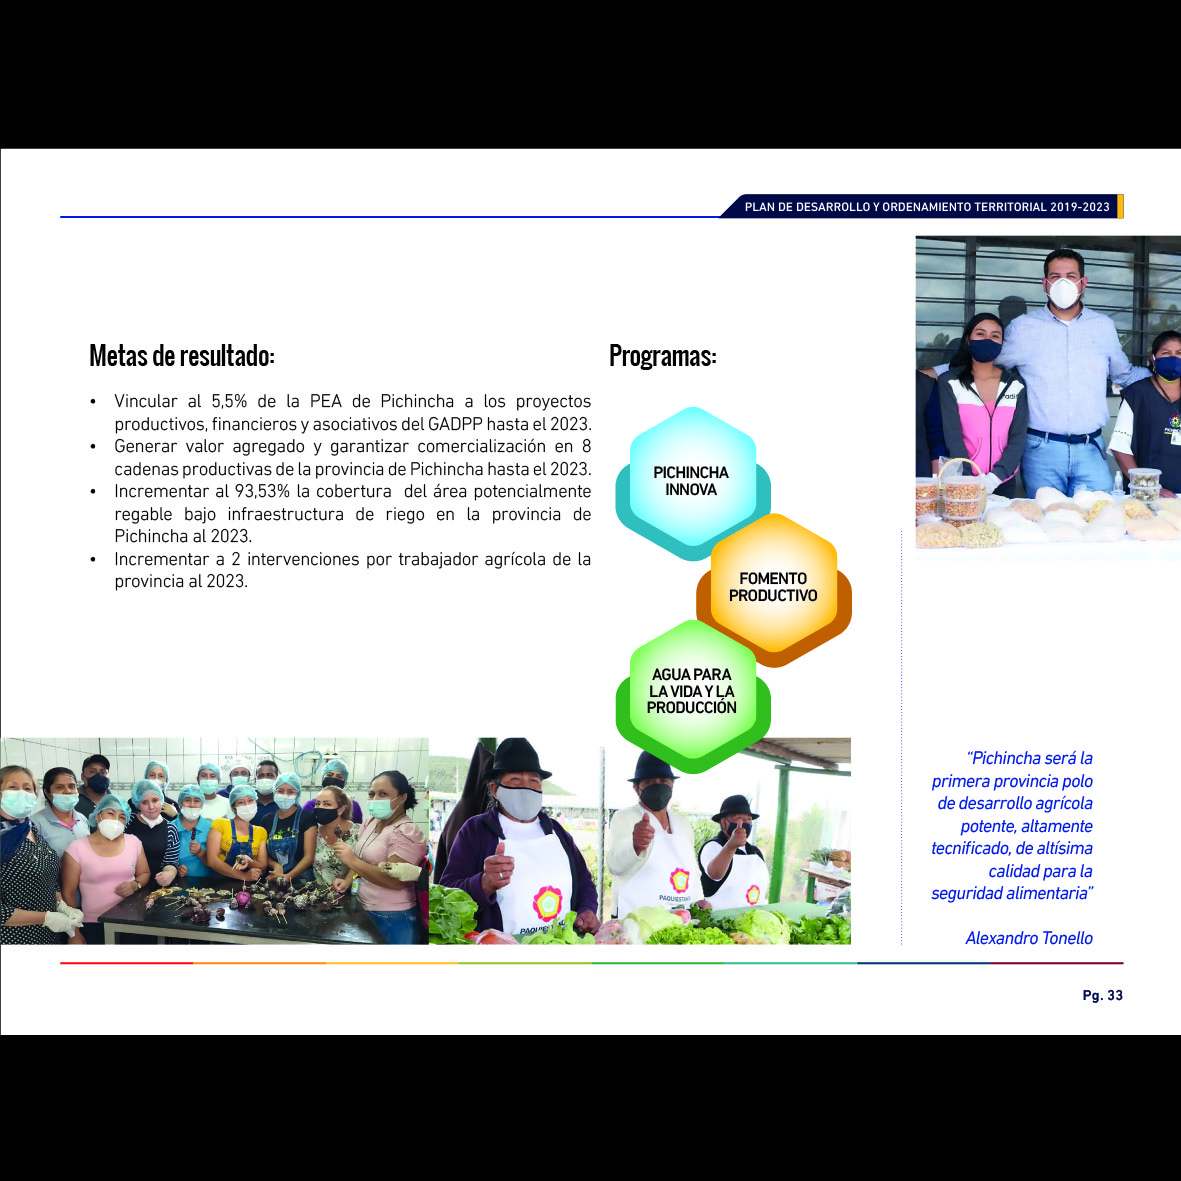 PLAN DE DESARROLLO Y ORDENAMIENTO TERRITORIAL 2019-2023
Metas de resultado:
• Vincular al 5,5% de la PEA de Pichincha a los proyectos
productivos, financieros y asociativos del GADPP hasta el 2023.
• Generar valor agregado y garantizar comercialización en 8
cadenas productivas de la provincia de Pichincha hasta el 2023.
• Incrementar al 93,53% la cobertura del área potencialmente
regable bajo infraestructura de riego en la provincia de
Pichincha al 2023.
• Incrementar a 2 intervenciones por trabajador agrícola de la
provincia al 2023.
Programas:
PICHINCHA
INNOVA
FOMENTO
PRODUCTIVO
AGUA PARA
LA VIDA Y LA
PRODUCCIÓN
“Pichincha será la
primera provincia polo
de desarrollo agrícola
potente, altamente
tecnificado, de altísima
calidad para la
seguridad alimentaria”
Alexandro Tonello
Pg. 33